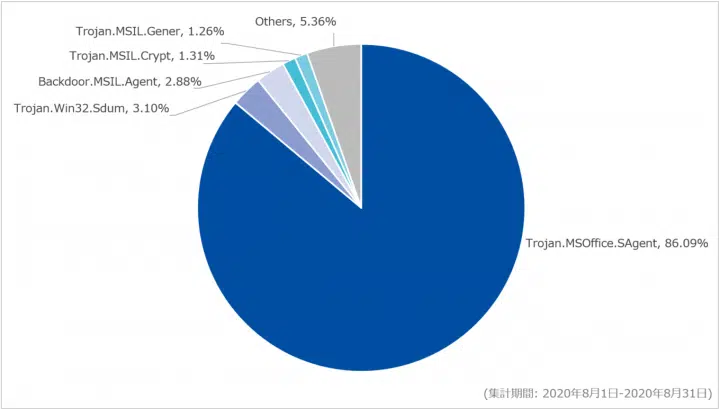 Others, 5.36%
Trojan.MSIL.Gener, 1.26%
Trojan.MSIL.Crypt, 1.31%
Backdoor.MSIL.Agent, 2.88%
Trojan.Win32.Sdum, 3.10%
Trojan.MSOffice.SAgent, 86.09%
(集計期間: 2020年8月1日-2020年8月31日)